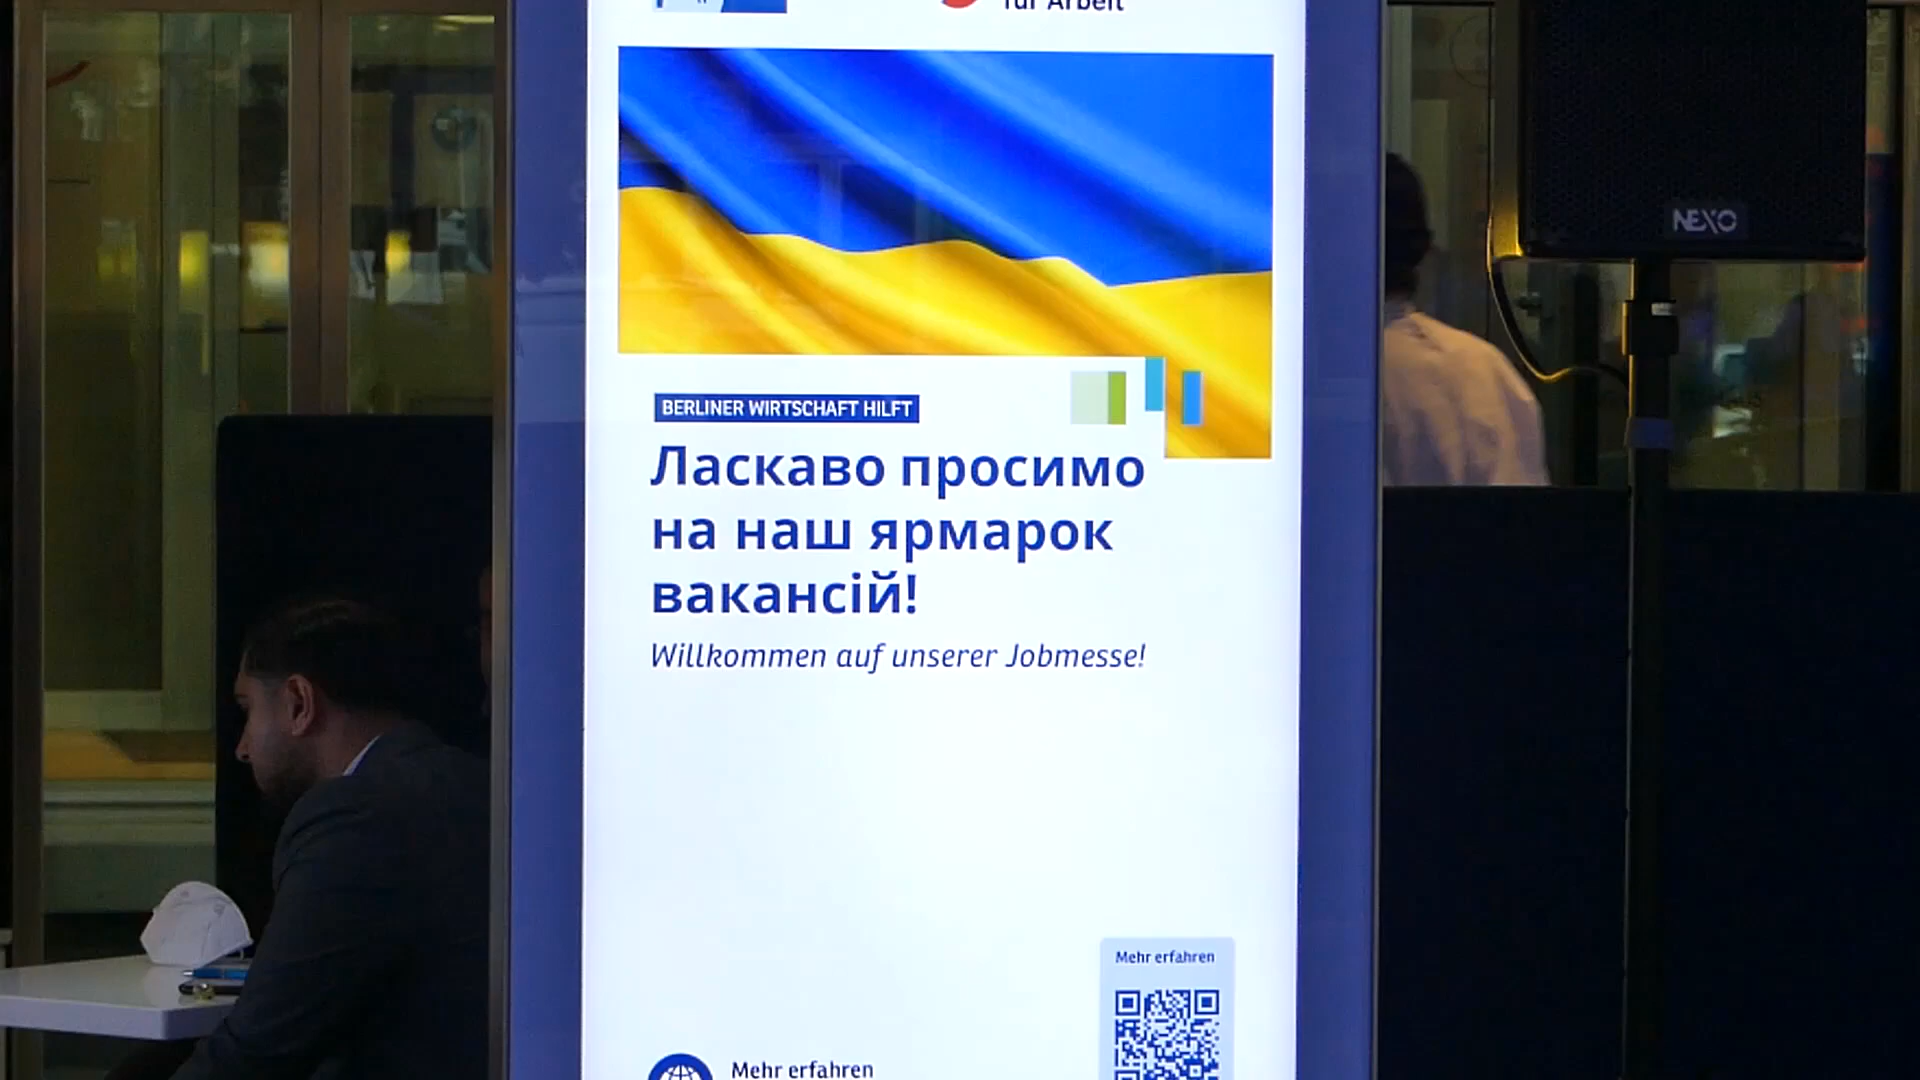 für Arbeit
NEXO
BERLINER WIRTSCHAFT HILFT
Ласкаво просимо
на наш ярмарок
вакансій!
Willkommen auf unserer Jobmesse!
Mehr erfahren
Mehr erfahren